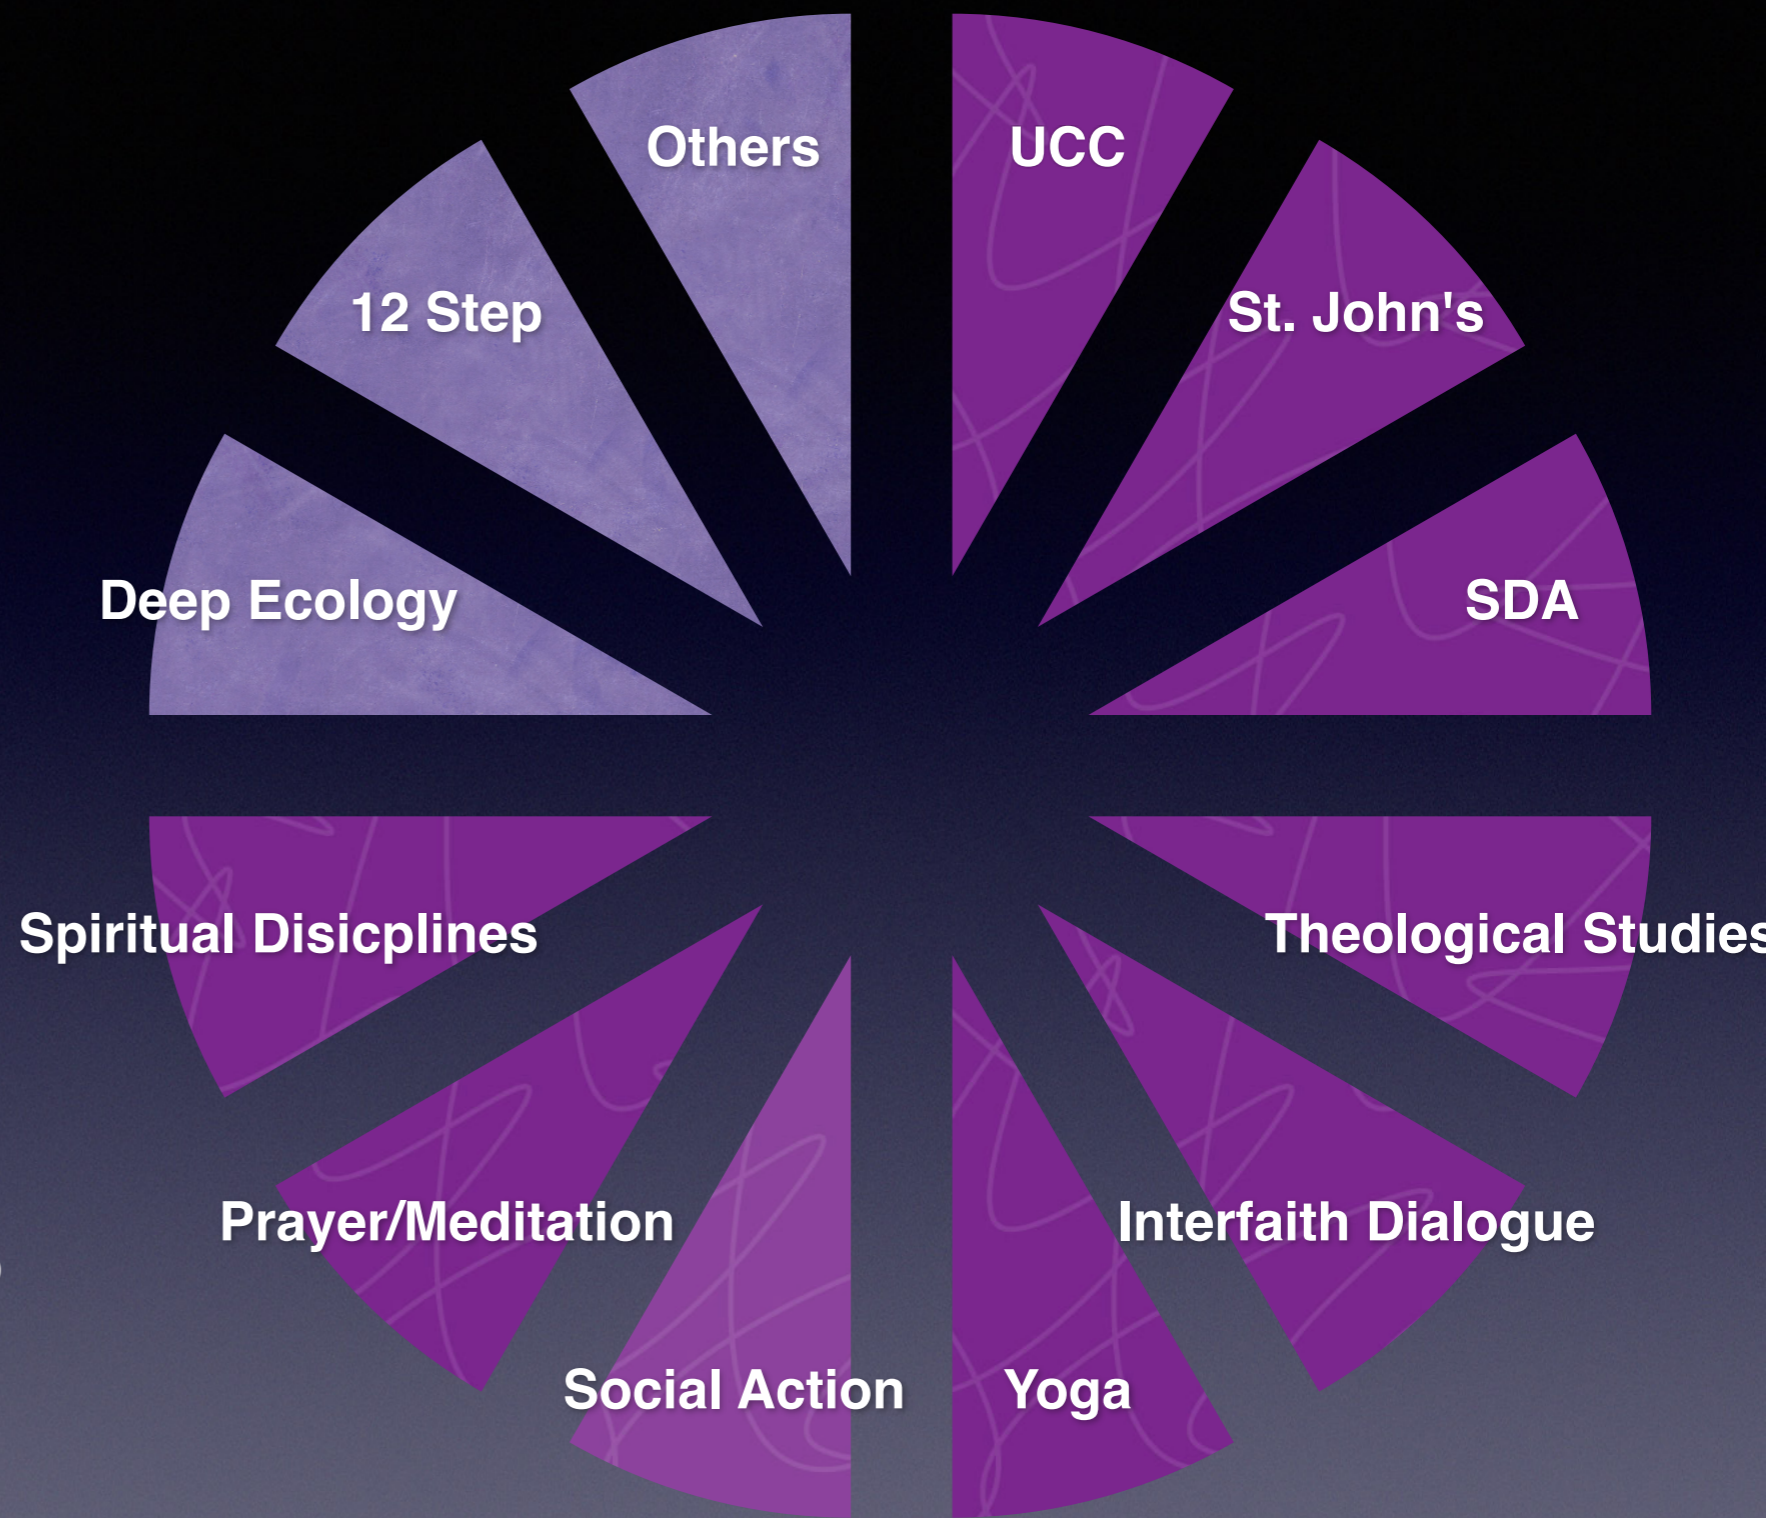 Others
UCC
12 Step
St. John's
Deep Ecology
SDA
Spiritual Disicplines
Theological Studies
Prayer/Meditation
Interfaith Dialogue
Social Action
Yoga